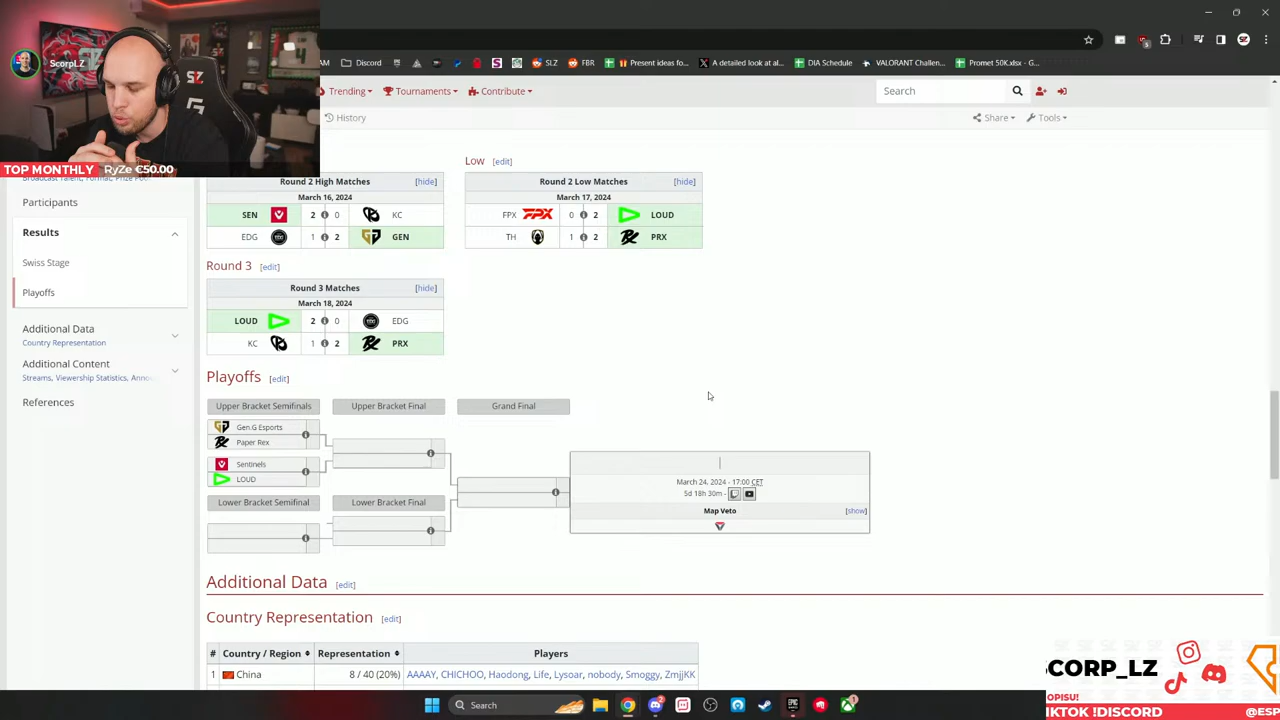 ScorpLZ
TOP MONTHLY RyZe €50.00
AM Discord SLZ FBR Present ideas fo... A detailed look at al... DIA Schedule VALORANT Challen... Promet 50K.xlsx - G...
Trending Tournaments Contribute Search
History Share Tools
Participants
Results
Swiss Stage
Playoffs
Additional Data
Country Representation
Additional Content
Streams, Viewership Statistics, Anno
References
Low [edit]
Round 2 High Matches [hide]
March 16, 2024
SEN 2 0 KC
EDG 1 2 GEN
Round 2 Low Matches [hide]
March 17, 2024
FPX 0 2 LOUD
TH 1 2 PRX
Round 3 [edit]
Round 3 Matches [hide]
March 18, 2024
LOUD 2 0 EDG
KC 1 2 PRX
Playoffs [edit]
Upper Bracket Semifinals Upper Bracket Final Grand Final
Gen.G Esports
Paper Rex
Sentinels
LOUD
Lower Bracket Semifinal Lower Bracket Final
March 24, 2024 - 17:00 CET
5d 18h 30m -
Map Veto [show]
Additional Data [edit]
Country Representation [edit]
# Country / Region Representation Players
1 China 8 / 40 (20%) AAAAY, CHICHOO, Haodong, Life, Lysoar, nobody, Smoggy, ZmjjKK
SCORP_LZ
OPISU!
IKTOK !DISCORD @ESP
Search